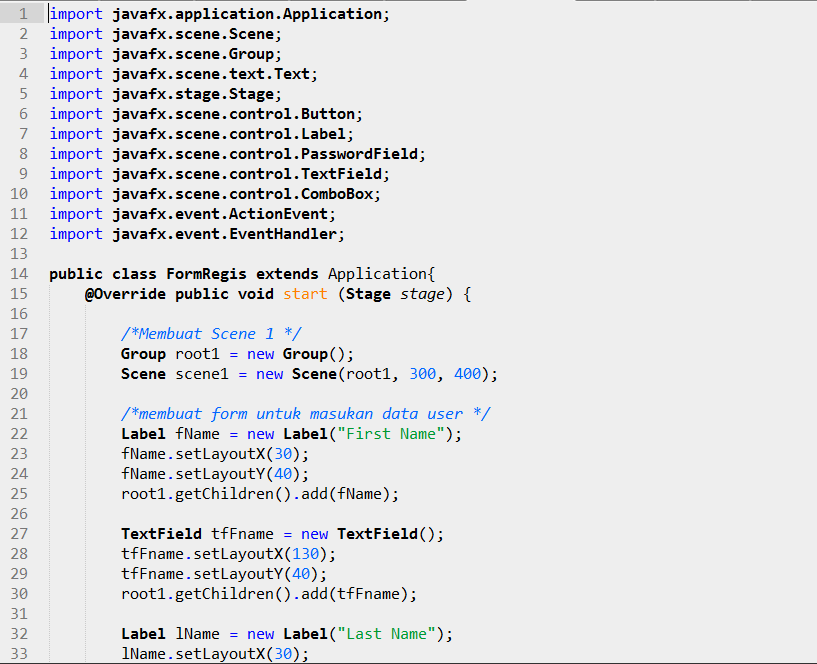 1 import javafx.application.Application;
2 import javafx.scene.Scene;
3 import javafx.scene.Group;
4 import javafx.scene.text.Text;
5 import javafx.stage.Stage;
6 import javafx.scene.control.Button;
7 import javafx.scene.control.Label;
8 import javafx.scene.control.PasswordField;
9 import javafx.scene.control.TextField;
10 import javafx.scene.control.ComboBox;
11 import javafx.event.ActionEvent;
12 import javafx.event.EventHandler;
13
14 public class FormRegis extends Application{
15     @Override public void start (Stage stage) {
16
17         /*Membuat Scene 1 */
18         Group root1 = new Group();
19         Scene scene1 = new Scene(root1, 300, 400);
20
21         /*membuat form untuk masukan data user */
22         Label fName = new Label("First Name");
23         fName.setLayoutX(30);
24         fName.setLayoutY(40);
25         root1.getChildren().add(fName);
26
27         TextField tfFname = new TextField();
28         tfFname.setLayoutX(130);
29         tfFname.setLayoutY(40);
30         root1.getChildren().add(tfFname);
31
32         Label lName = new Label("Last Name");
33         lName.setLayoutX(30);